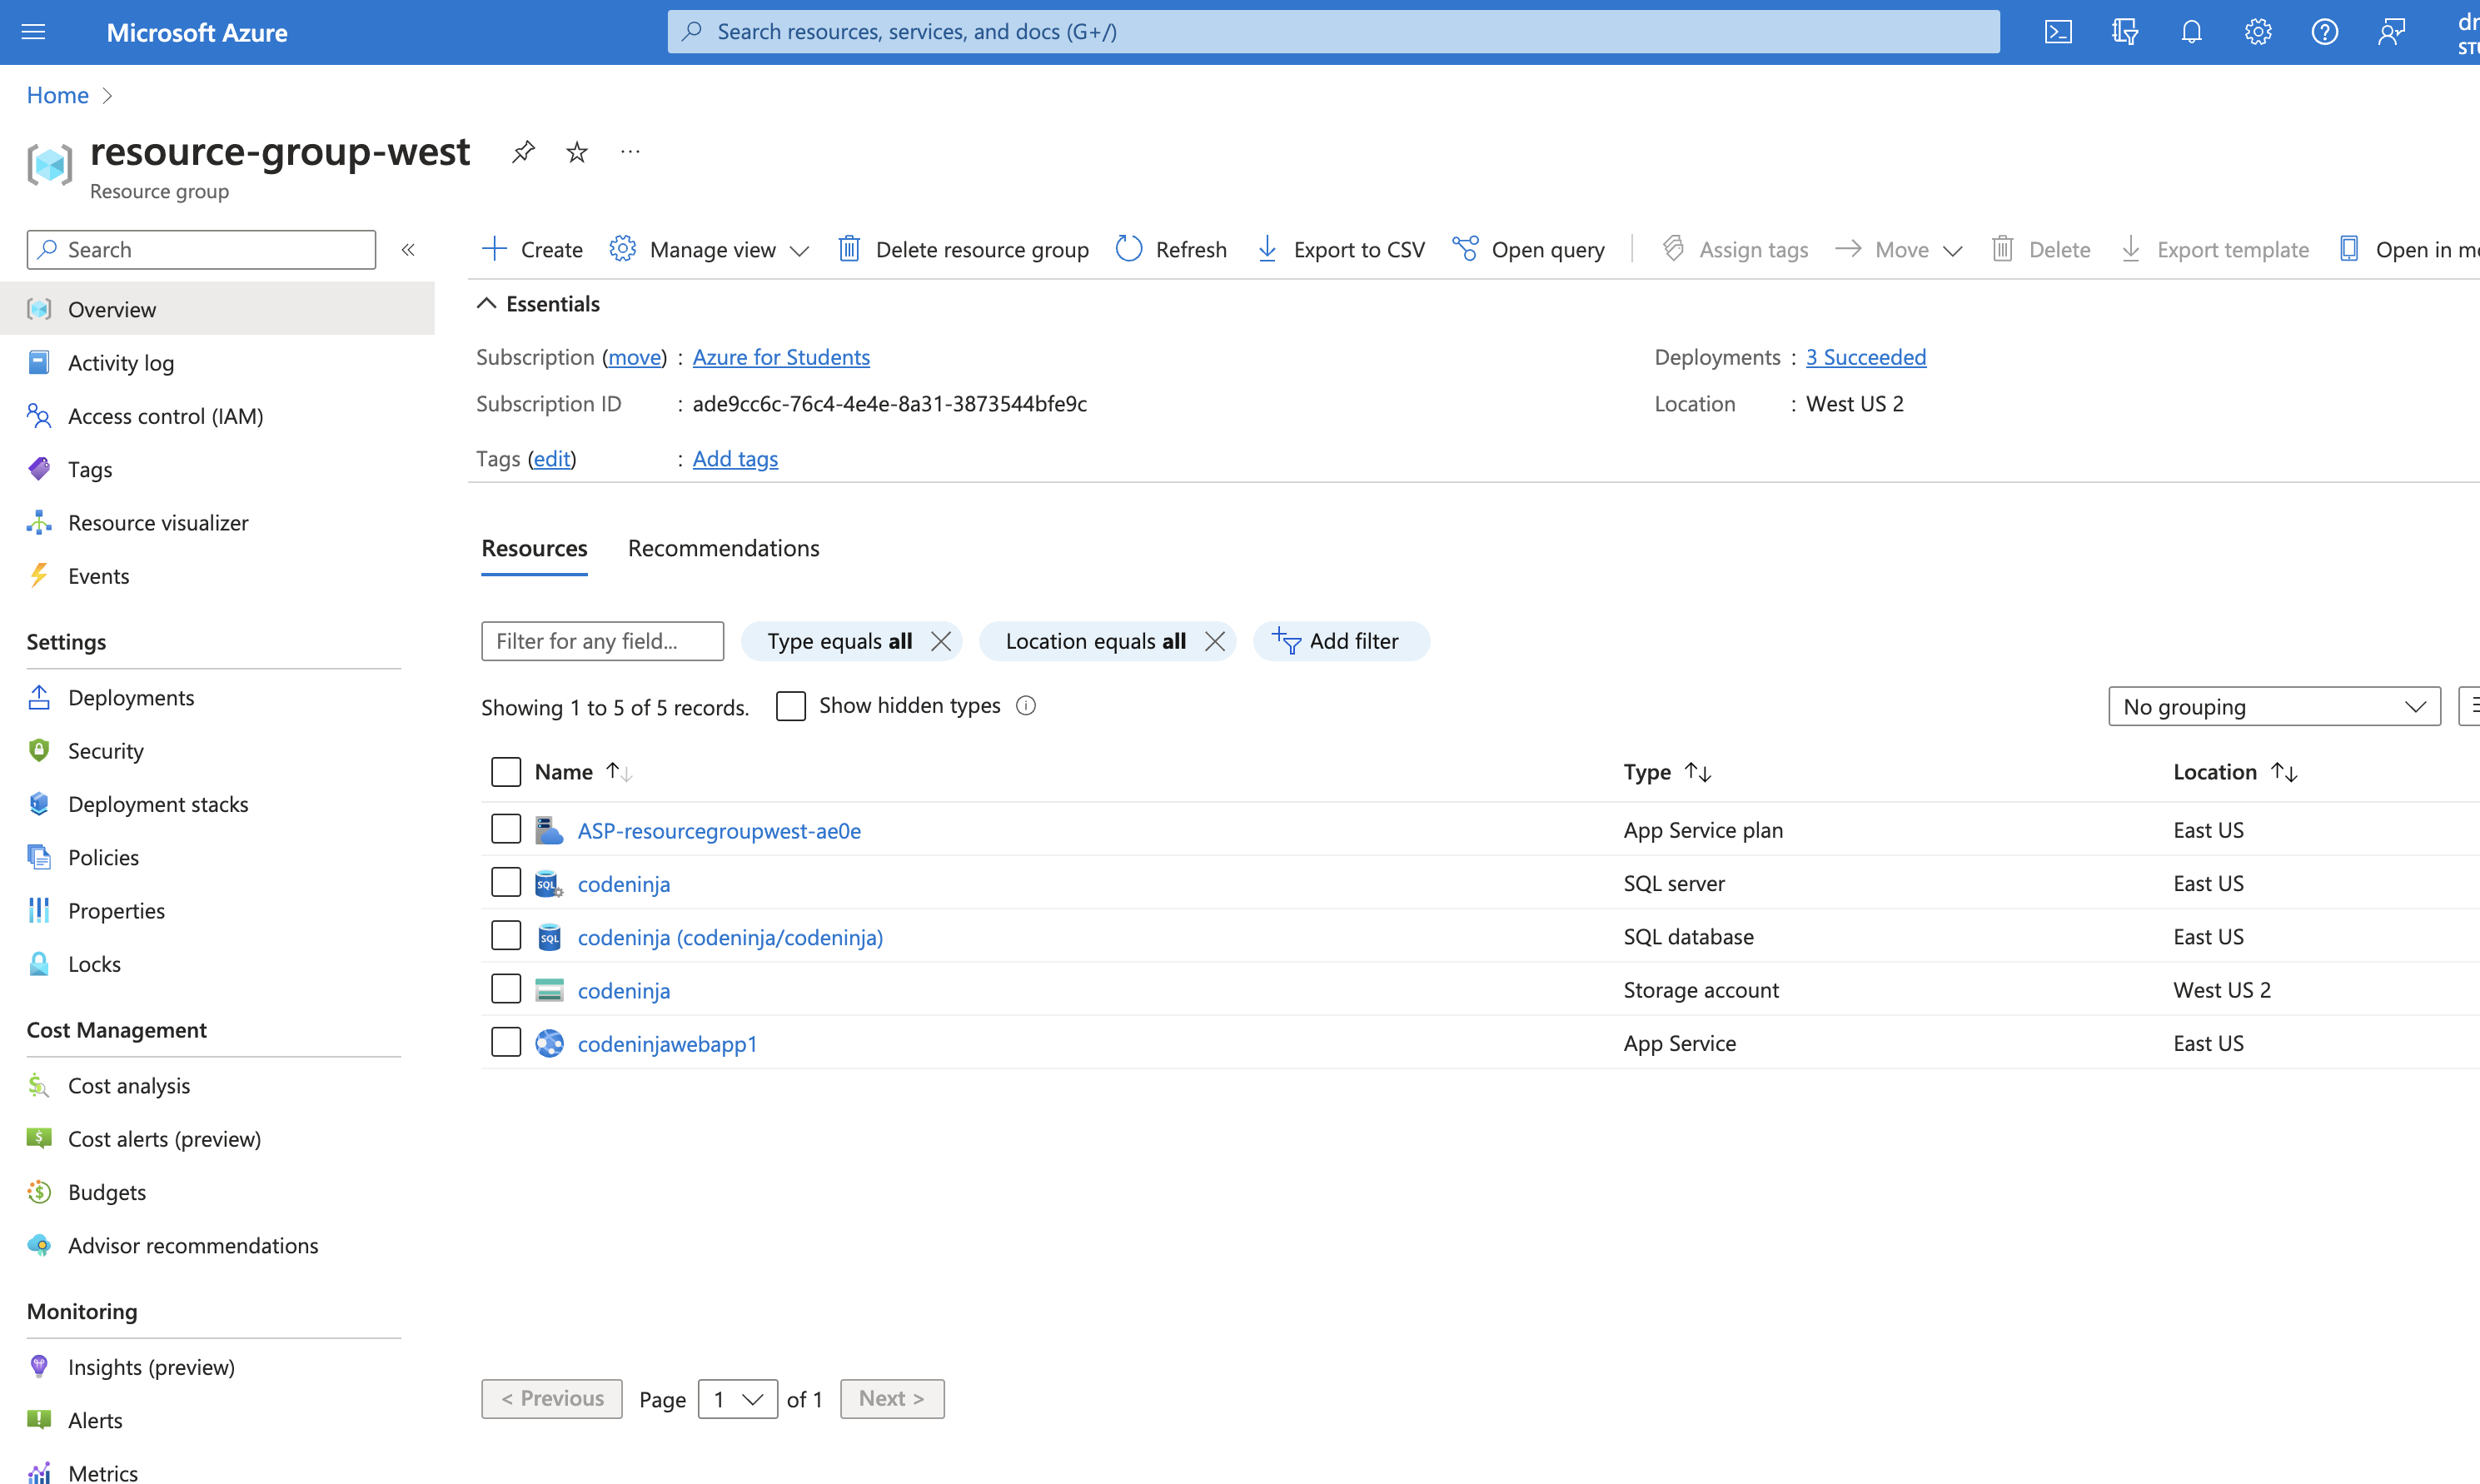 Microsoft Azure
Search resources, services, and docs (G+/)
Home
resource-group-west
Resource group
Search
Create
Manage view
Delete resource group
Refresh
Export to CSV
Open query
Assign tags
Move
Delete
Export template
Open in
Overview
Activity log
Access control (IAM)
Tags
Resource visualizer
Events
Settings
Deployments
Security
Deployment stacks
Policies
Properties
Locks
Cost Management
Cost analysis
Cost alerts (preview)
Budgets
Advisor recommendations
Monitoring
Insights (preview)
Alerts
Metrics
Essentials
Subscription (move) : Azure for Students
Subscription ID : ade9cc6c-76c4-4e4e-8a31-3873544bfe9c
Tags (edit) : Add tags
Deployments : 3 Succeeded
Location : West US 2
Resources Recommendations
Filter for any field...
Type equals all
Location equals all
Add filter
Showing 1 to 5 of 5 records.
Show hidden types
No grouping
Name Type Location
ASP-resourcegroupwest-ae0e App Service plan East US
codeninja SQL server East US
codeninja (codeninja/codeninja) SQL database East US
codeninja Storage account West US 2
codeninjawebapp1 App Service East US
< Previous Page 1 of 1 Next >